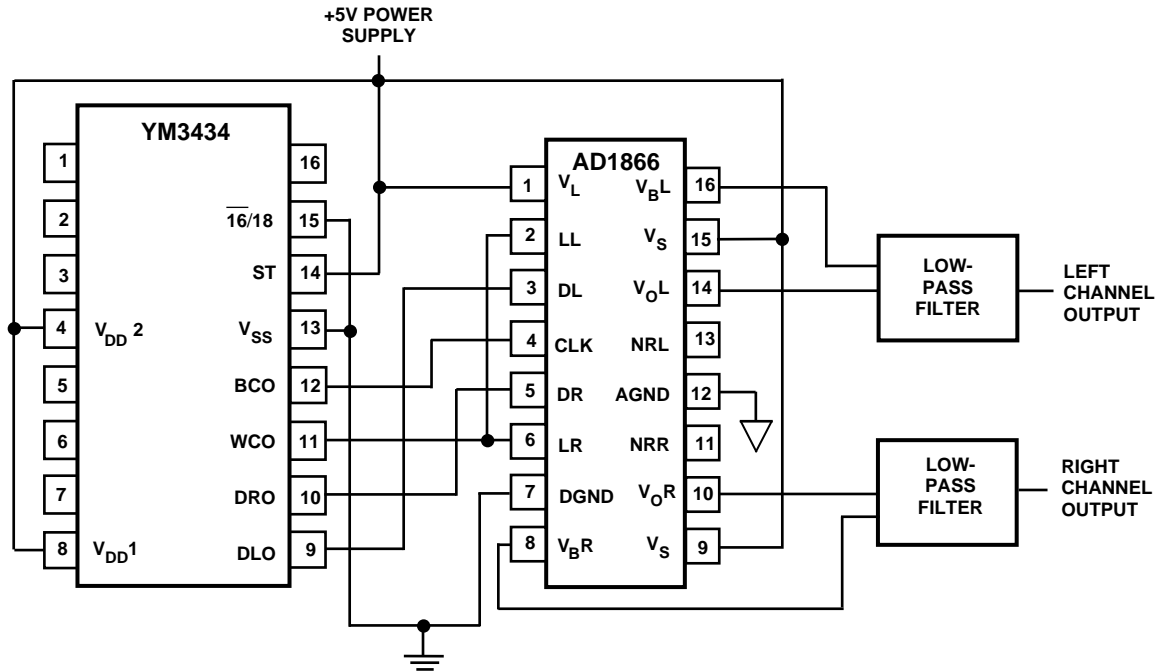 +5V POWER
SUPPLY
YM3434
1
2
3
4
5
6
7
8
V_DD 2
V_DD 1
16/18
ST
V_SS
BCO
WCO
DRO
DLO
16
15
14
13
12
11
10
9
AD1866
1
2
3
4
5
6
7
8
V_L
LL
DL
CLK
DR
LR
DGND
V_BR
V_BL
V_S
V_OL
NRL
AGND
NRR
V_OR
V_S
16
15
14
13
12
11
10
9
LOW-
PASS
FILTER
LEFT
CHANNEL
OUTPUT
LOW-
PASS
FILTER
RIGHT
CHANNEL
OUTPUT